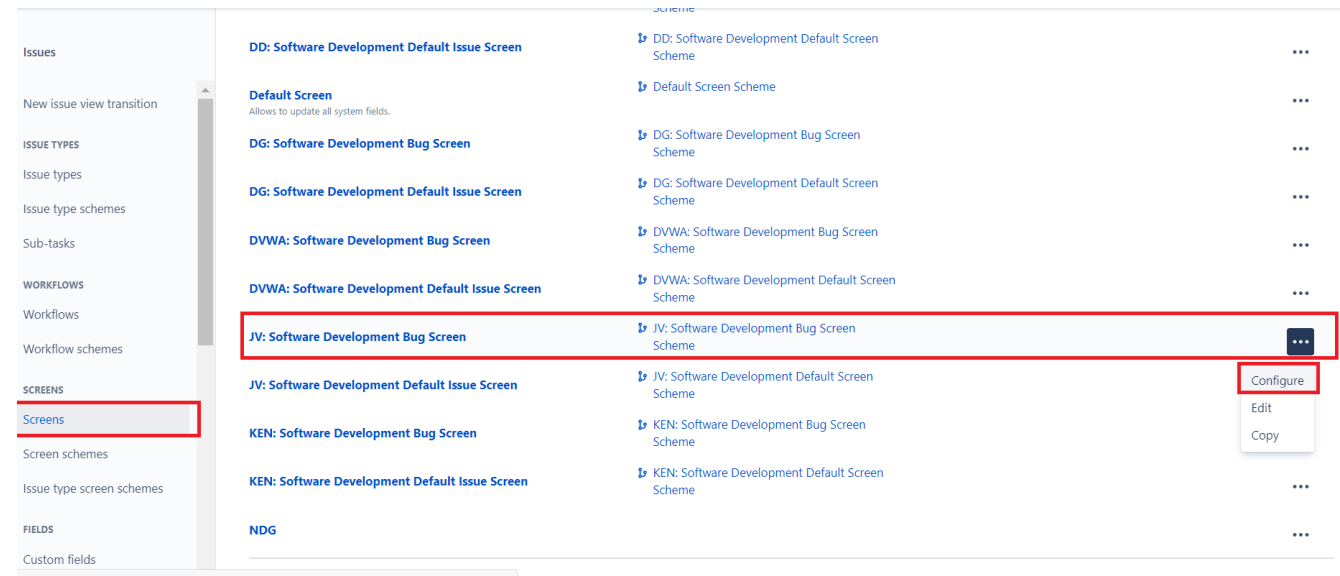 Scheme
Issues
New issue view transition
ISSUE TYPES
Issue types
Issue type schemes
Sub-tasks
WORKFLOWS
Workflows
Workflow schemes
SCREENS
Screens
Screen schemes
Issue type screen schemes
FIELDS
Custom fields
DD: Software Development Default Issue Screen
DD: Software Development Default Screen
Scheme
Default Screen
Allows to update all system fields.
Default Screen Scheme
DG: Software Development Bug Screen
DG: Software Development Bug Screen
Scheme
DG: Software Development Default Issue Screen
DG: Software Development Default Screen
Scheme
DVWA: Software Development Bug Screen
DVWA: Software Development Bug Screen
Scheme
DVWA: Software Development Default Issue Screen
DVWA: Software Development Default Screen
Scheme
JV: Software Development Bug Screen
JV: Software Development Bug Screen
Scheme
JV: Software Development Default Issue Screen
JV: Software Development Default Screen
Scheme
Configure
Edit
Copy
KEN: Software Development Bug Screen
KEN: Software Development Bug Screen
Scheme
KEN: Software Development Default Issue Screen
KEN: Software Development Default Screen
Scheme
NDG